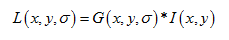 L(x, y, σ) = G(x, y, σ) * I(x, y)